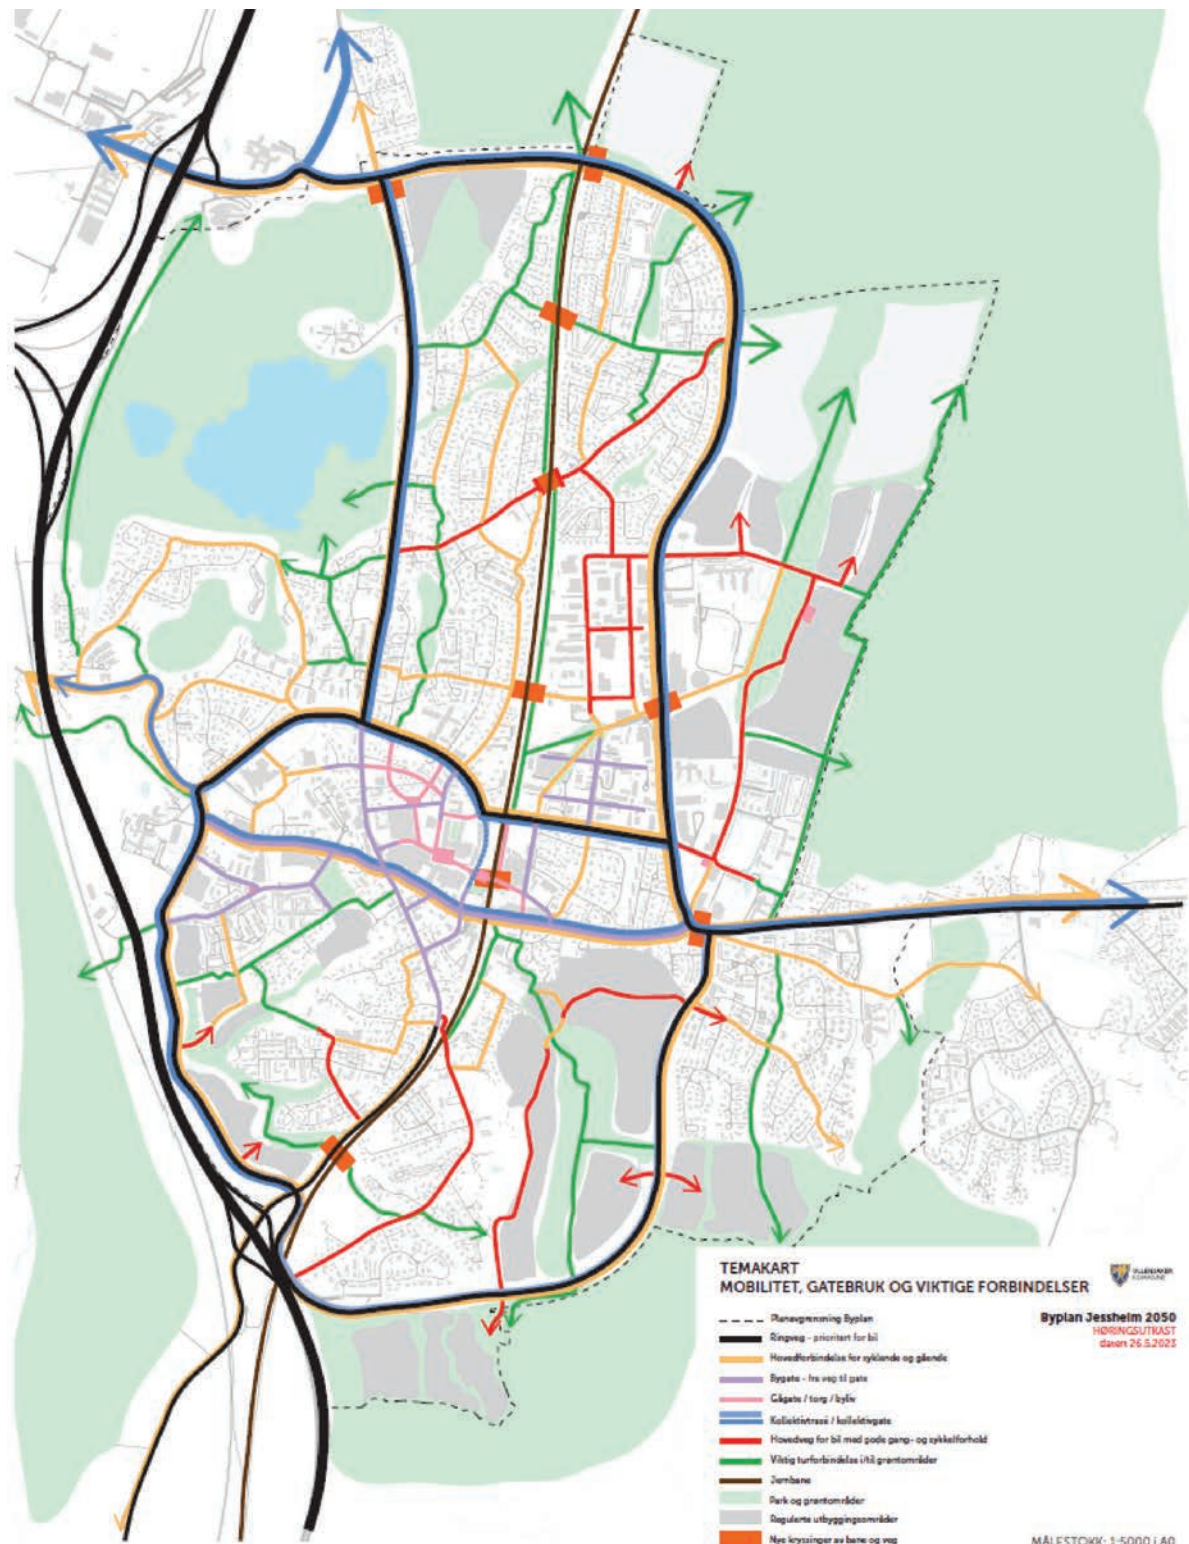 TEMAKART
MOBILITET, GATEBRUK OG VIKTIGE FORBINDELSER
ULLENSAKER
KOMMUNE
Byplan Jessheim 2050
HØRINGSUTKAST
datert 26.5.2023
Planavgrensning Byplan
Ringveg - prioritert for bil
Hovedforbindelse for syklende og gående
Bygate - fra veg til gate
Gågate / torg / byliv
Kollektivtrasé / kollektivgate
Hovedveg for bil med gode gang- og sykkelforhold
Viktig turforbindelse i/til grøntområder
Jernbane
Park og grøntområder
Regulerte utbyggingsområder
Nye kryssinger av bane og veg
MÅLESTOKK: 1:5000 i A0